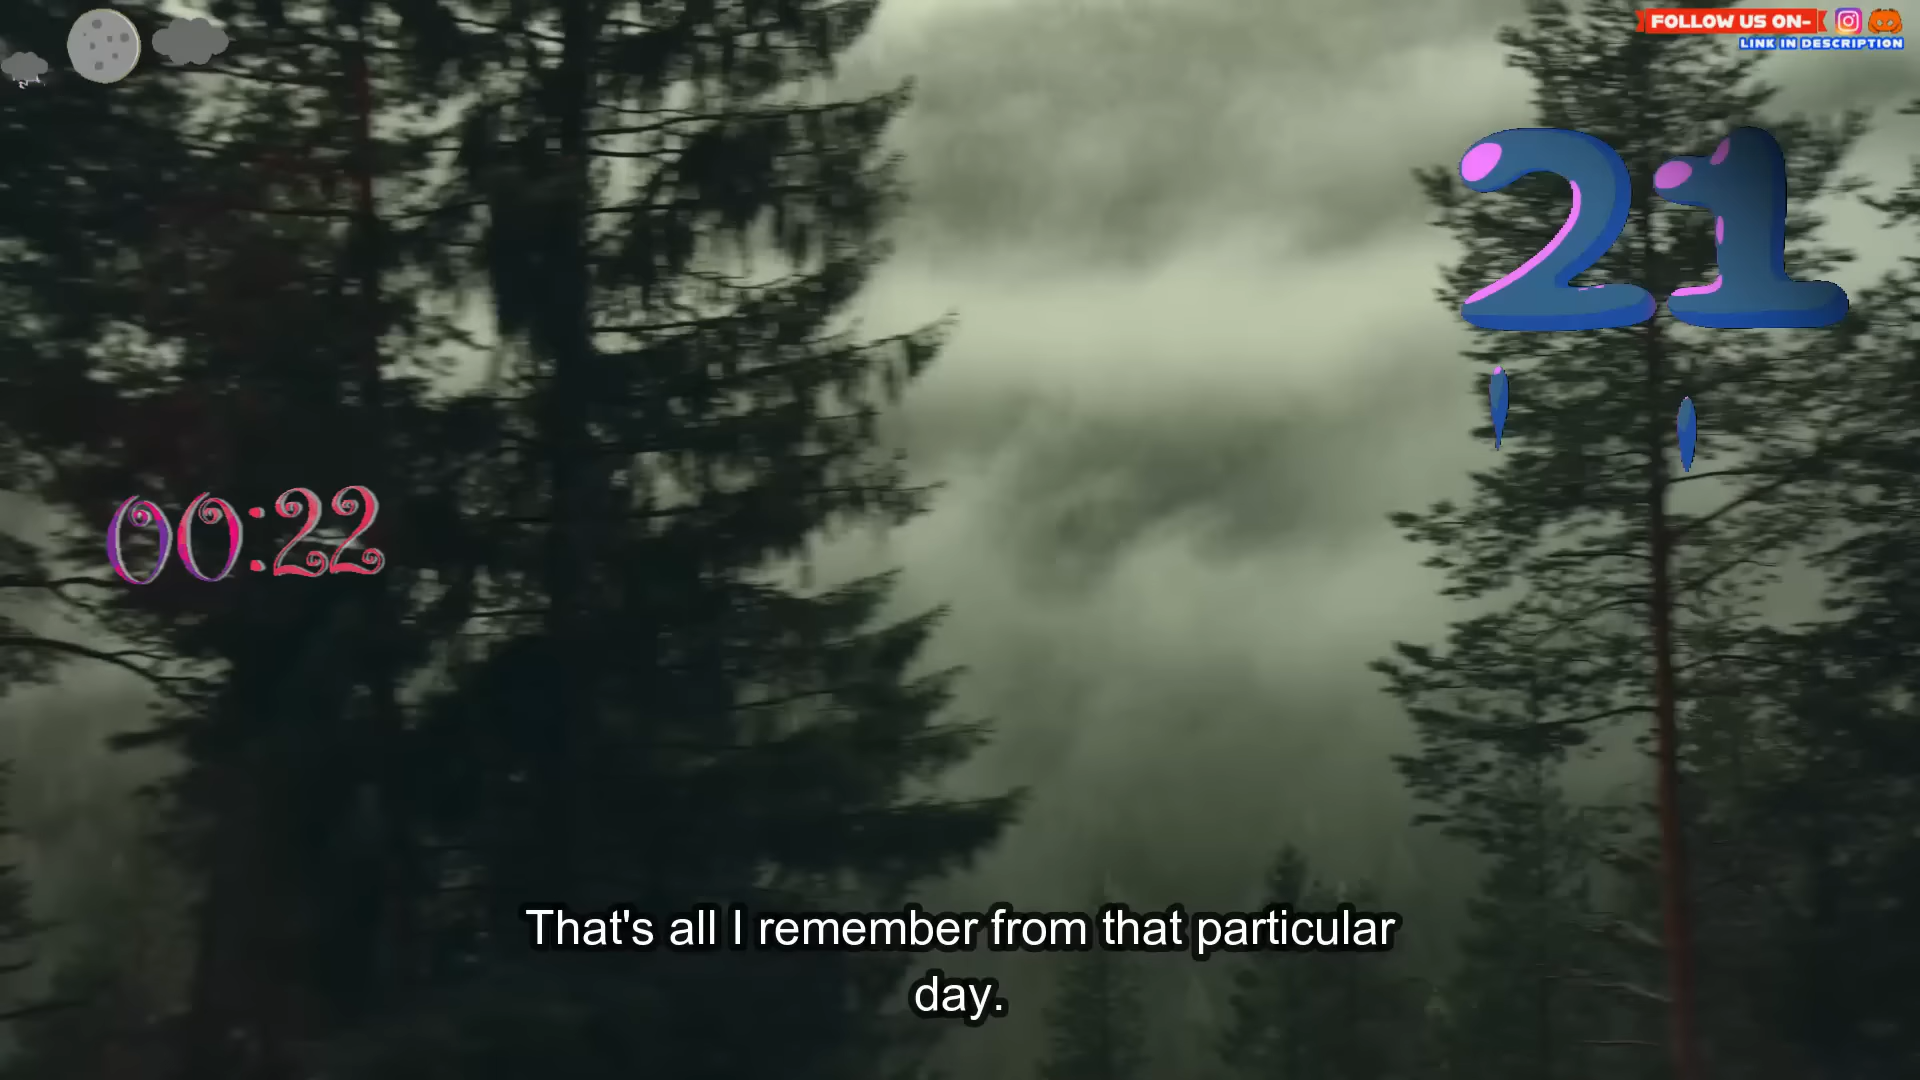 FOLLOW US ON-
LINK IN DESCRIPTION
21
00:22
That's all I remember from that particular
day.